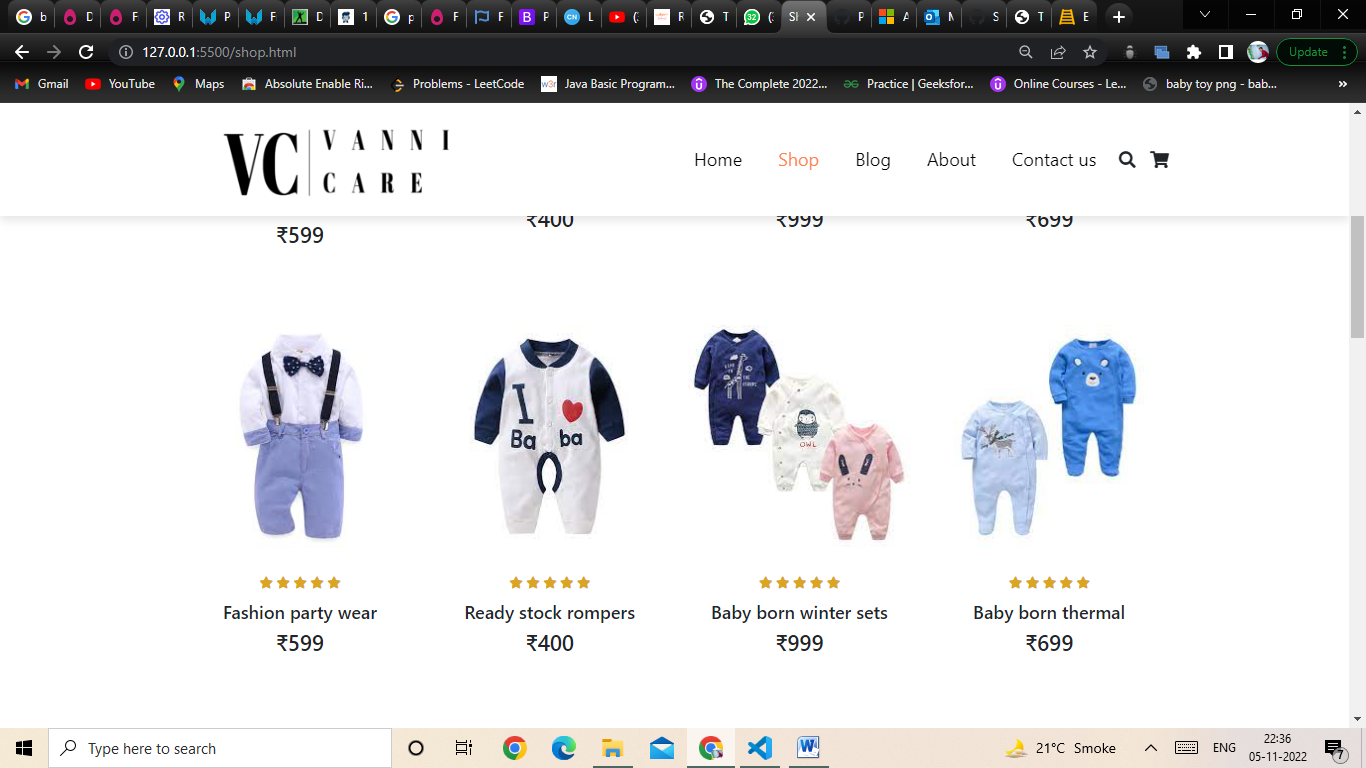 b D F R P F D 1 p F F P L (: R T (: Sl P A M S T E
127.0.0.1:5500/shop.html Update
Gmail YouTube Maps Absolute Enable Ri... Problems - LeetCode Java Basic Program... The Complete 2022... Practice | Geeksfor... Online Courses - Le... baby toy png - bab... »
VC VANNI
CARE
Home Shop Blog About Contact us
₹599 ₹400 ₹999 ₹699
I
Ba ba
OWL
Fashion party wear Ready stock rompers Baby born winter sets Baby born thermal
₹599 ₹400 ₹999 ₹699
Type here to search 21°C Smoke ENG 22:36
05-11-2022 7